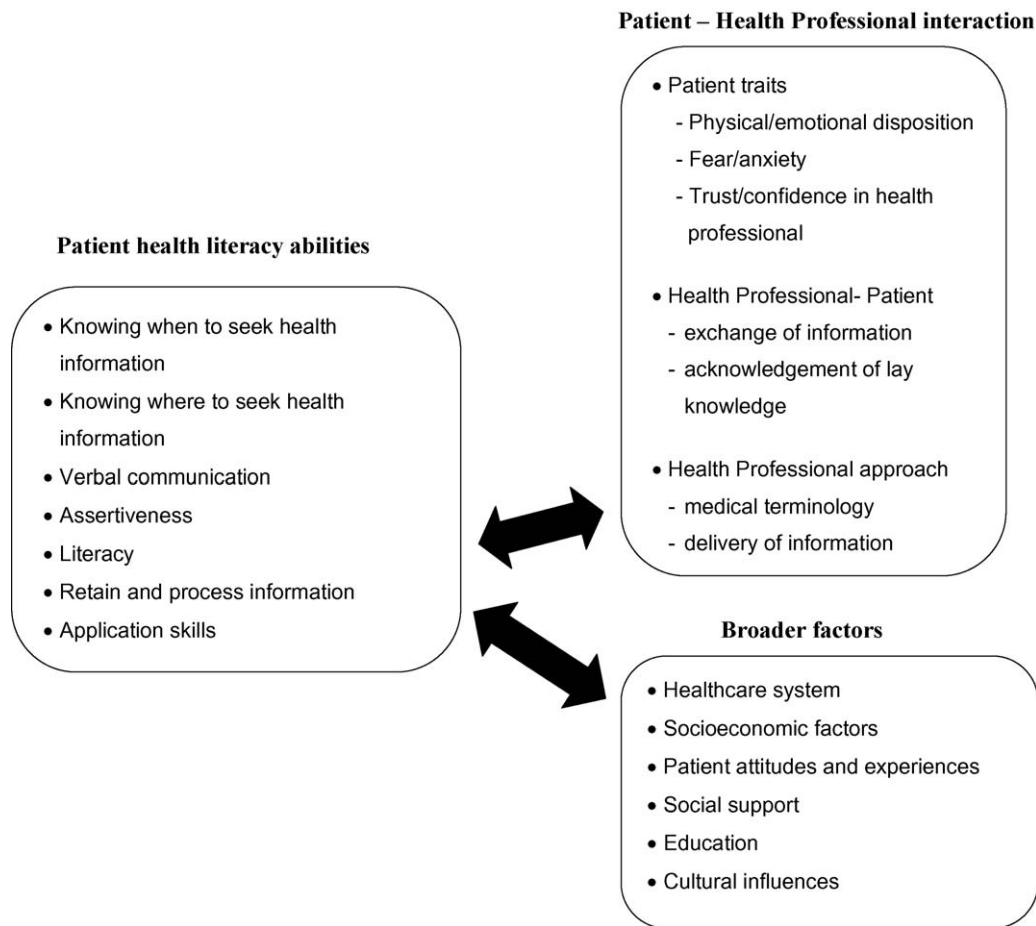 Patient – Health Professional interaction
• Patient traits
- Physical/emotional disposition
- Fear/anxiety
- Trust/confidence in health
professional
• Health Professional- Patient
- exchange of information
- acknowledgement of lay
knowledge
• Health Professional approach
- medical terminology
- delivery of information
Patient health literacy abilities
• Knowing when to seek health
information
• Knowing where to seek health
information
• Verbal communication
• Assertiveness
• Literacy
• Retain and process information
• Application skills
Broader factors
• Healthcare system
• Socioeconomic factors
• Patient attitudes and experiences
• Social support
• Education
• Cultural influences